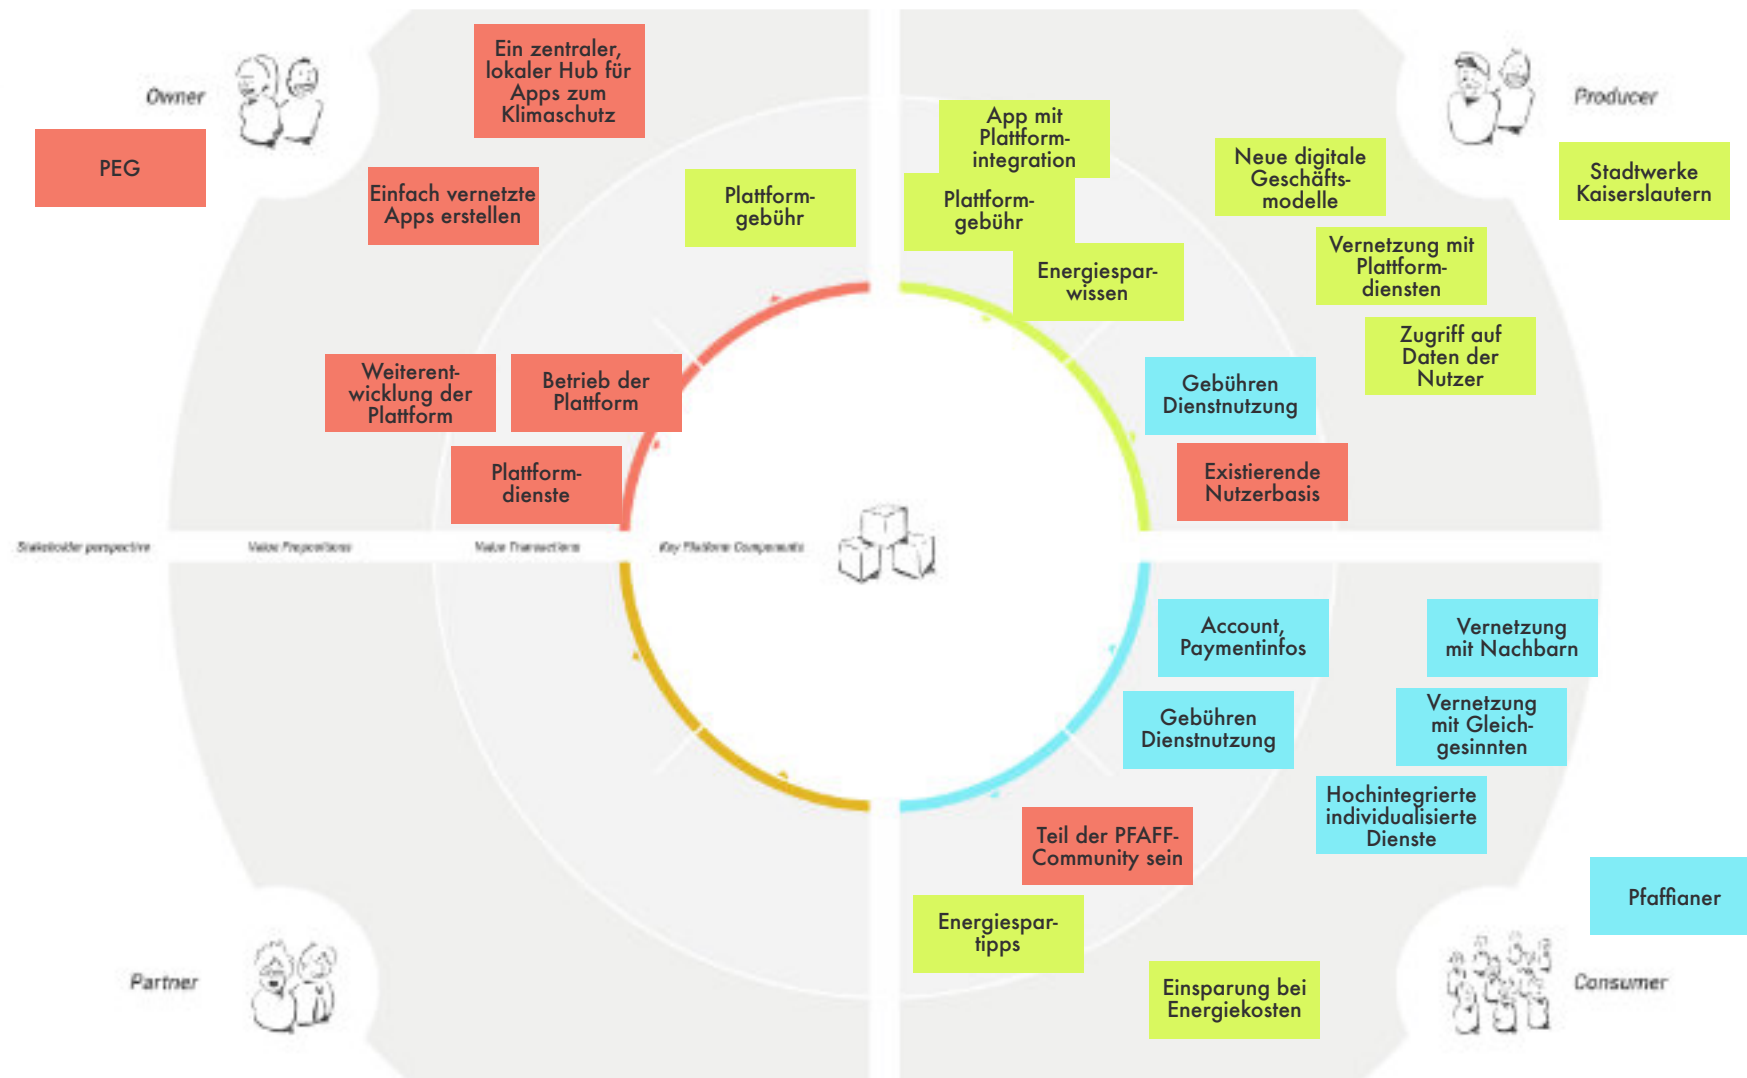 Owner
PEG
Ein zentraler,
lokaler Hub für
Apps zum
Klimaschutz
Einfach vernetzte
Apps erstellen
Plattform-
gebühr
Weiterent-
wicklung der
Plattform
Betrieb der
Plattform
Plattform-
dienste
App mit
Plattform-
integration
Plattform-
gebühr
Energiespar-
wissen
Neue digitale
Geschäfts-
modelle
Vernetzung mit
Plattform-
diensten
Zugriff auf
Daten der
Nutzer
Producer
Stadtwerke
Kaiserslautern
Gebühren
Dienstnutzung
Existierende
Nutzerbasis
Stakeholder perspective
Value Propositions
Value Transactions
Key Platform Components
Account,
Paymentinfos
Gebühren
Dienstnutzung
Vernetzung
mit Nachbarn
Vernetzung
mit Gleich-
gesinnten
Hochintegrierte
individualisierte
Dienste
Teil der PFAFF-
Community sein
Energiespar-
tipps
Einsparung bei
Energiekosten
Pfaffianer
Consumer
Partner